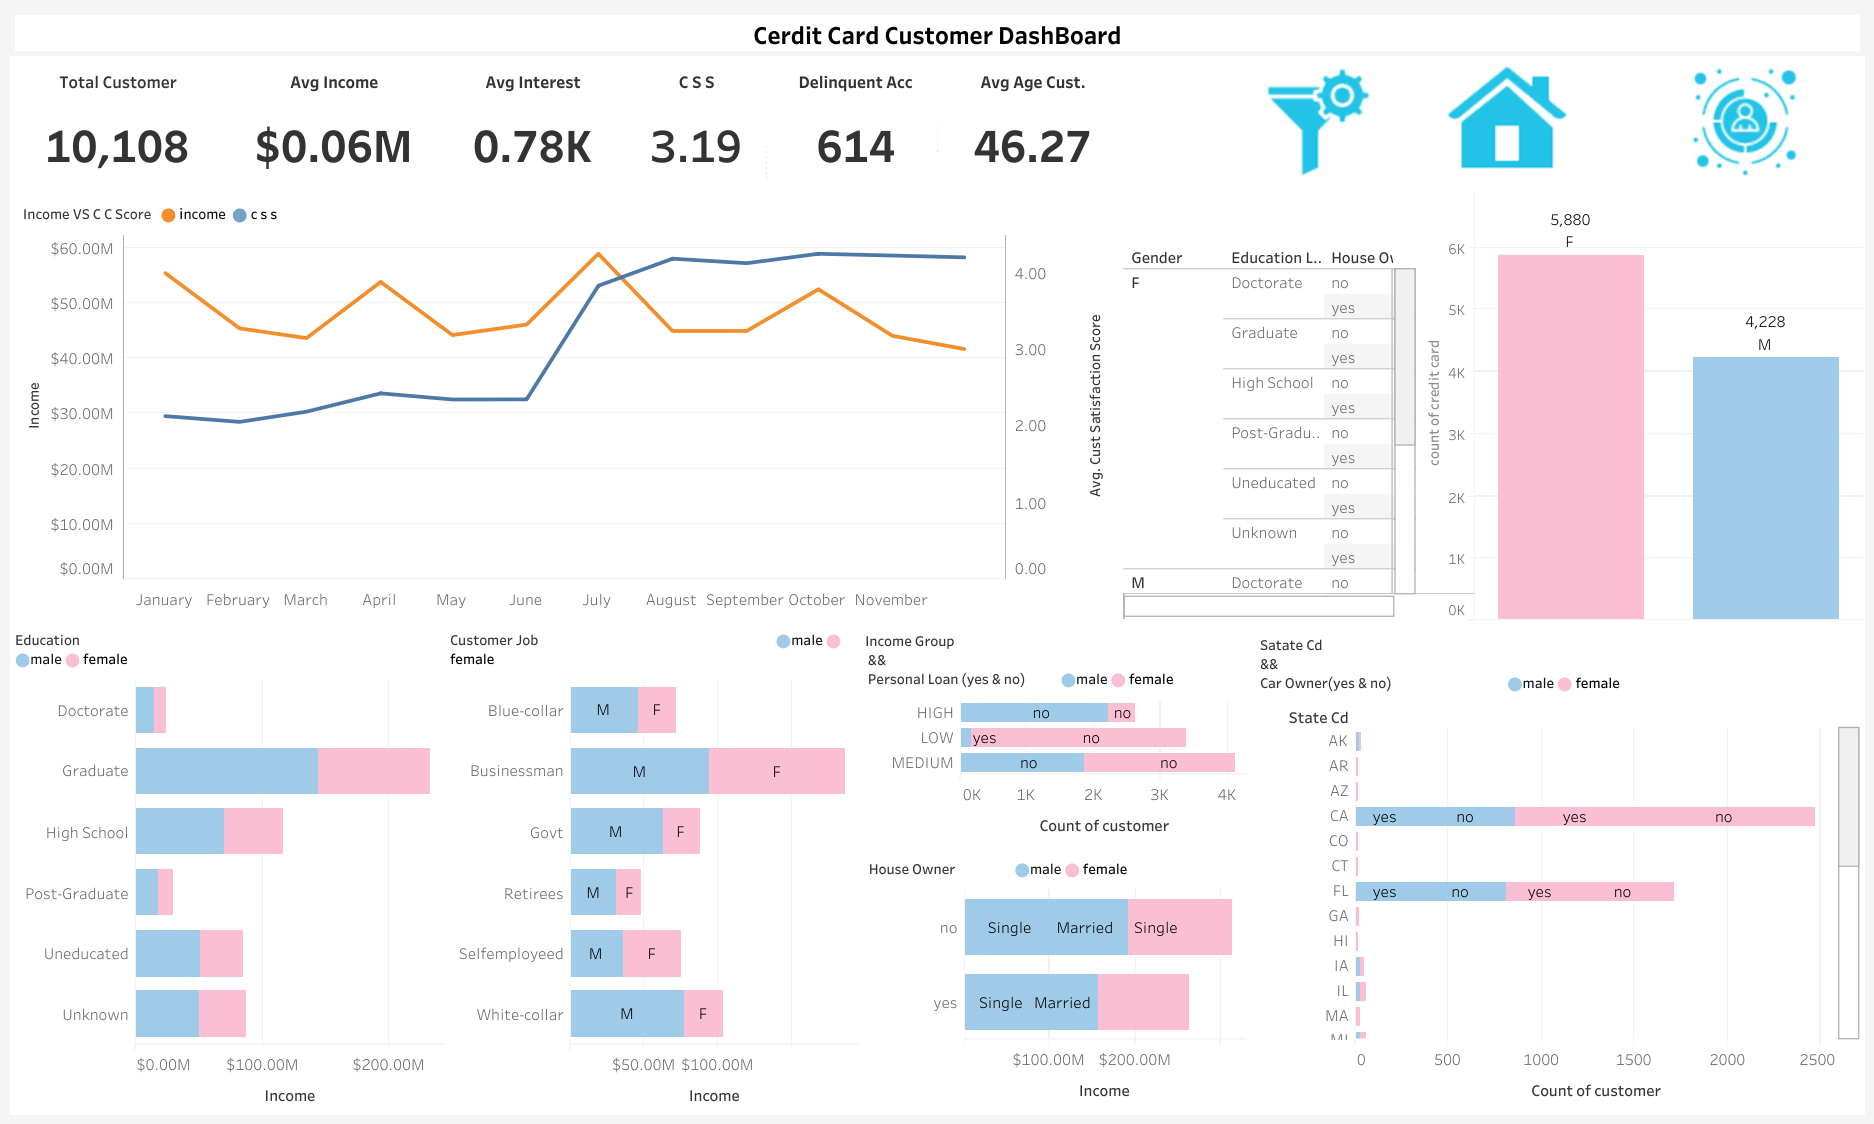 Cerdit Card Customer DashBoard
Total Customer
10,108
Avg Income
$0.06M
Avg Interest
0.78K
C S S
3.19
Delinquent Acc
614
Avg Age Cust.
46.27
Income VS C C Score income c s s
$60.00M
$50.00M
$40.00M
$30.00M
$20.00M
$10.00M
$0.00M
Income
4.00
3.00
2.00
1.00
0.00
Avg. Cust Satisfaction Score
January February March April May June July August September October November
Gender Education L.. House Ow
F Doctorate no
yes
Graduate no
yes
High School no
yes
Post-Gradu.. no
yes
Uneducated no
yes
Unknown no
yes
M Doctorate no
count of credit card
6K
5K
4K
3K
2K
1K
0K
5,880
F
4,228
M
Education
male female
Doctorate
Graduate
High School
Post-Graduate
Uneducated
Unknown
$0.00M $100.00M $200.00M
Income
Customer Job male
female
Blue-collar M F
Businessman M F
Govt M F
Retirees M F
Selfemployeed M F
White-collar M F
$50.00M $100.00M
Income
Income Group
&&
Personal Loan (yes & no) male female
HIGH no no
LOW yes no
MEDIUM no no
0K 1K 2K 3K 4K
Count of customer
House Owner male female
no Single Married Single
yes Single Married
$100.00M $200.00M
Income
Satate Cd
&&
Car Owner(yes & no) male female
State Cd
AK
AR
AZ
CA yes no yes no
CO
CT
FL yes no yes no
GA
HI
IA
IL
MA
MI
0 500 1000 1500 2000 2500
Count of customer